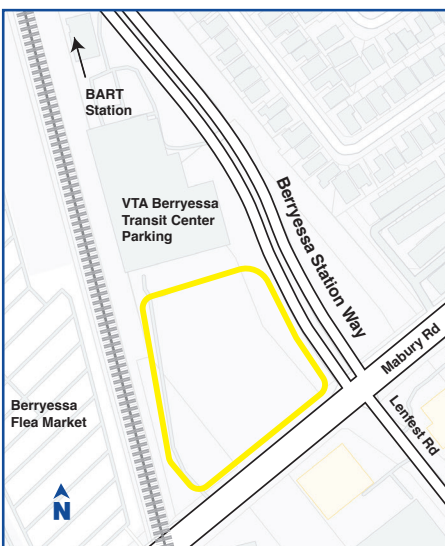 BART
Station
VTA Berryessa
Transit Center
Parking
Berryessa Station Way
Mabury Rd
Lenfest Rd
Berryessa
Flea Market
N